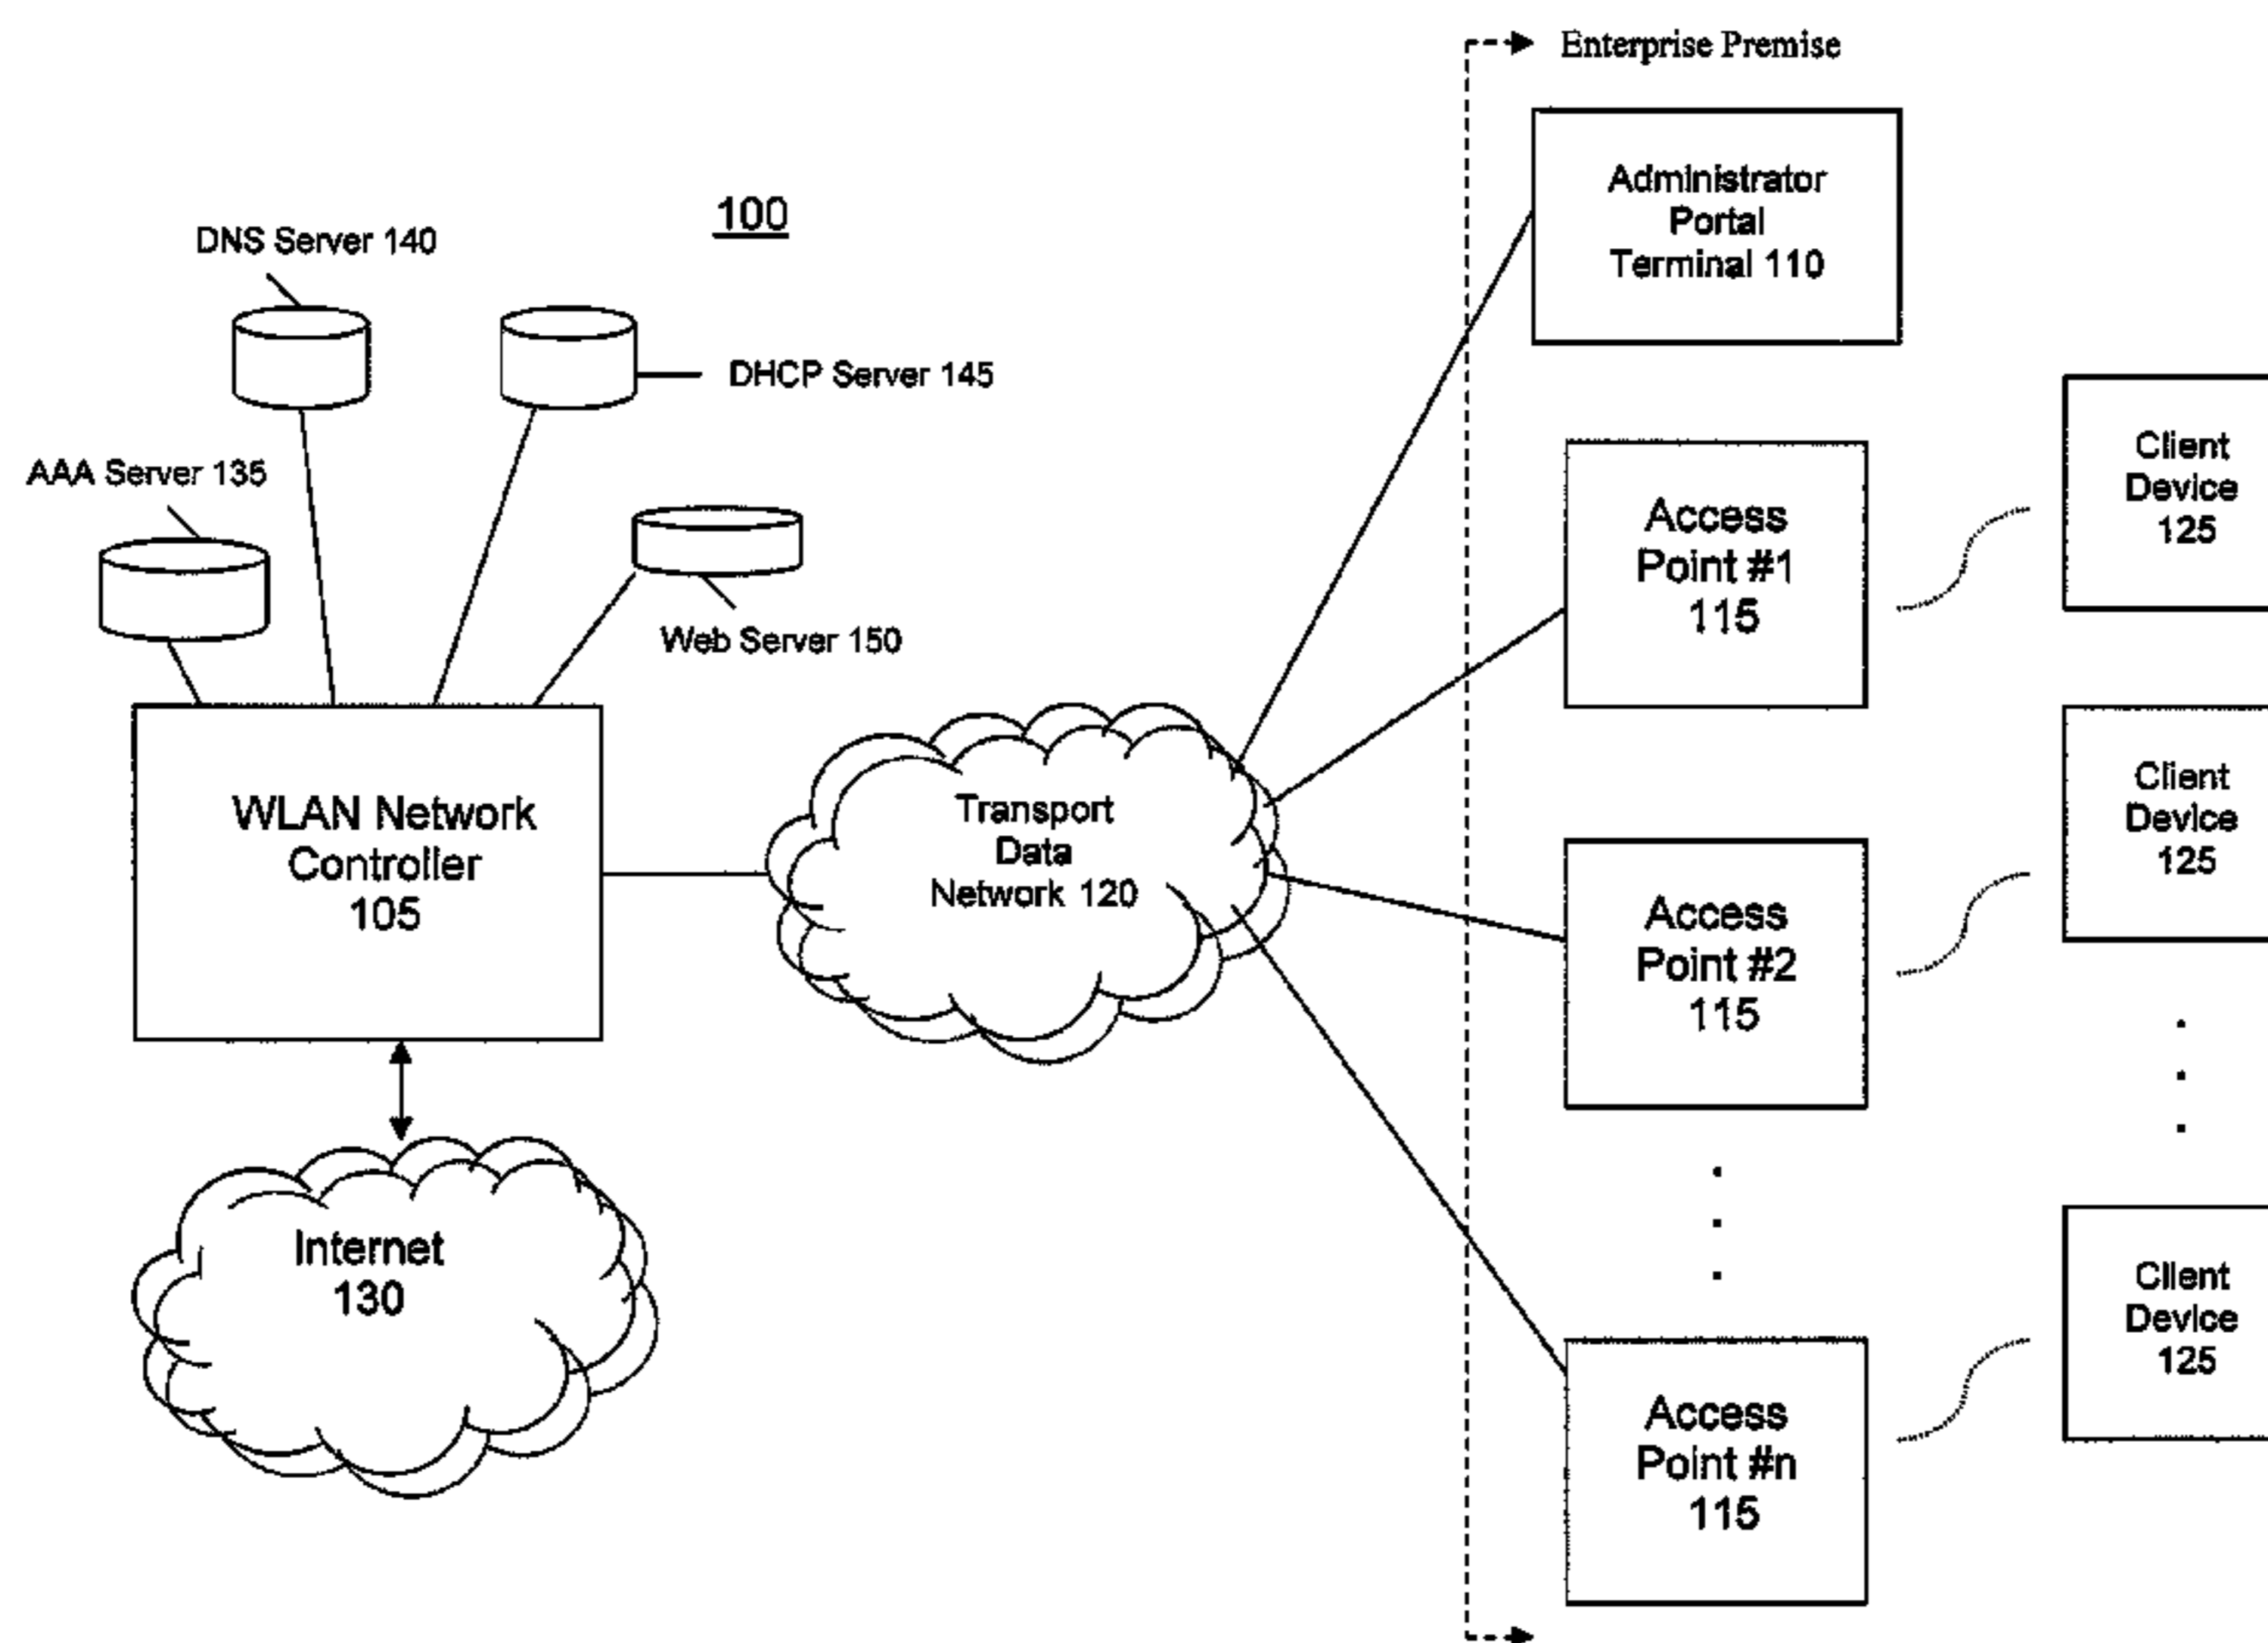 Enterprise Premise
Administrator
Portal
Terminal 110
100
DNS Server 140
DHCP Server 145
AAA Server 135
Web Server 150
WLAN Network
Controller
105
Transport
Data
Network 120
Internet
130
Access
Point #1
115
Client
Device
125
Access
Point #2
115
Client
Device
125
Access
Point #n
115
Client
Device
125